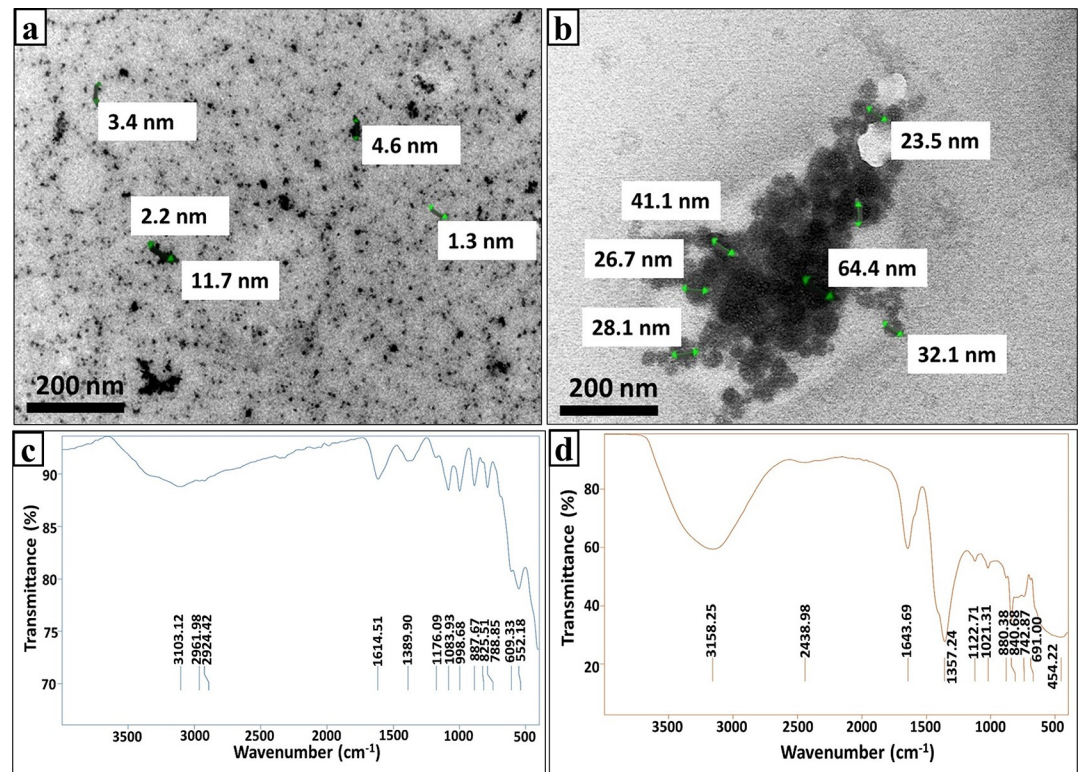 a
3.4 nm
4.6 nm
2.2 nm
1.3 nm
11.7 nm
200 nm
b
23.5 nm
41.1 nm
26.7 nm
64.4 nm
28.1 nm
32.1 nm
200 nm
c
Transmittance (%)
90
85
80
75
70
3103.12
2961.98
2924.42
1614.51
1389.90
1176.09
1083.93
998.68
887.67
825.51
788.85
609.33
552.18
3500 3000 2500 2000 1500 1000 500
Wavenumber (cm-1)
d
Transmittance (%)
80
60
40
20
3158.25
2438.98
1643.69
1357.24
1122.71
1021.31
880.38
840.68
742.87
691.00
454.22
3500 3000 2500 2000 1500 1000 500
Wavenumber (cm-1)